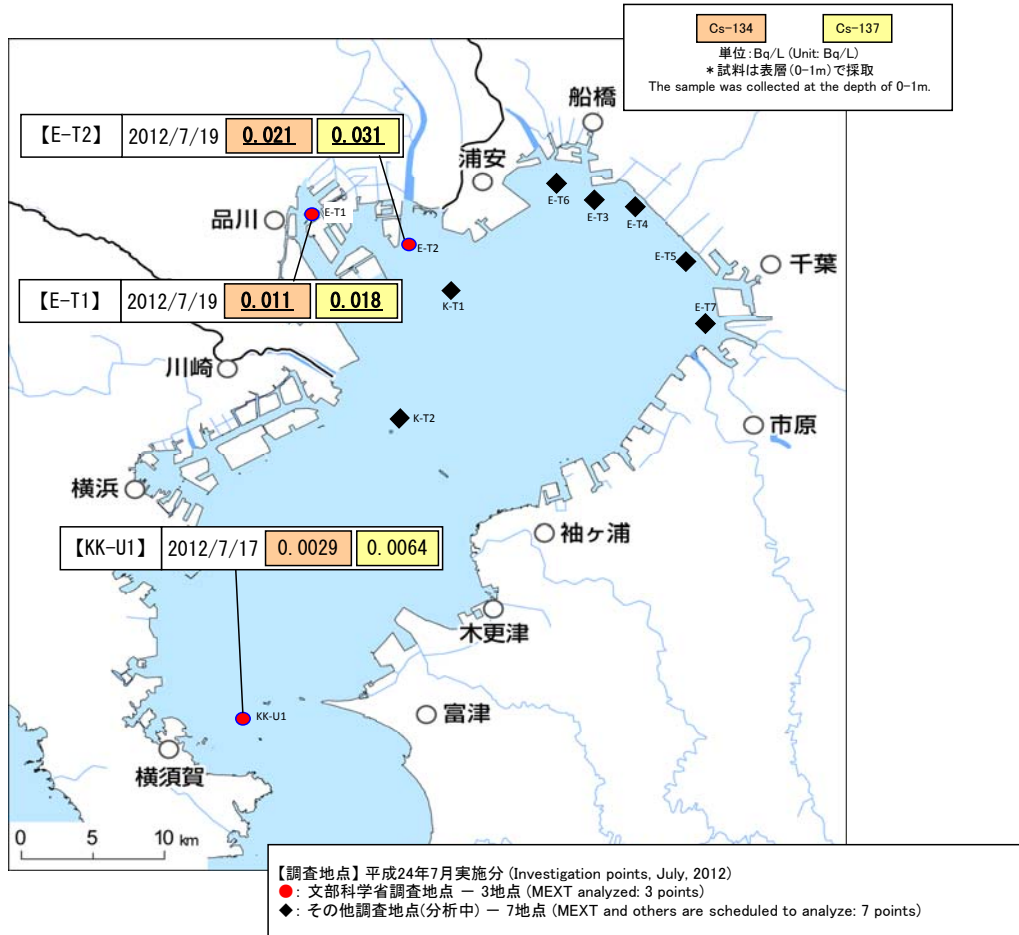 Cs-134 Cs-137
単位:Bq/L (Unit: Bq/L)
*試料は表層(0-1m)で採取
The sample was collected at the depth of 0-1m.
船橋
【E-T2】 2012/7/19 0.021 0.031
浦安
E-T6
E-T3
E-T4
品川
E-T1
E-T2
E-T5
千葉
【E-T1】 2012/7/19 0.011 0.018
K-T1
E-T7
川崎
K-T2
市原
横浜
【KK-U1】 2012/7/17 0.0029 0.0064
袖ヶ浦
木更津
KK-U1
富津
横須賀
0 5 10 km
【調査地点】平成24年7月実施分 (Investigation points, July, 2012)
●: 文部科学省調査地点 - 3地点 (MEXT analyzed: 3 points)
◆: その他調査地点(分析中) - 7地点 (MEXT and others are scheduled to analyze: 7 points)